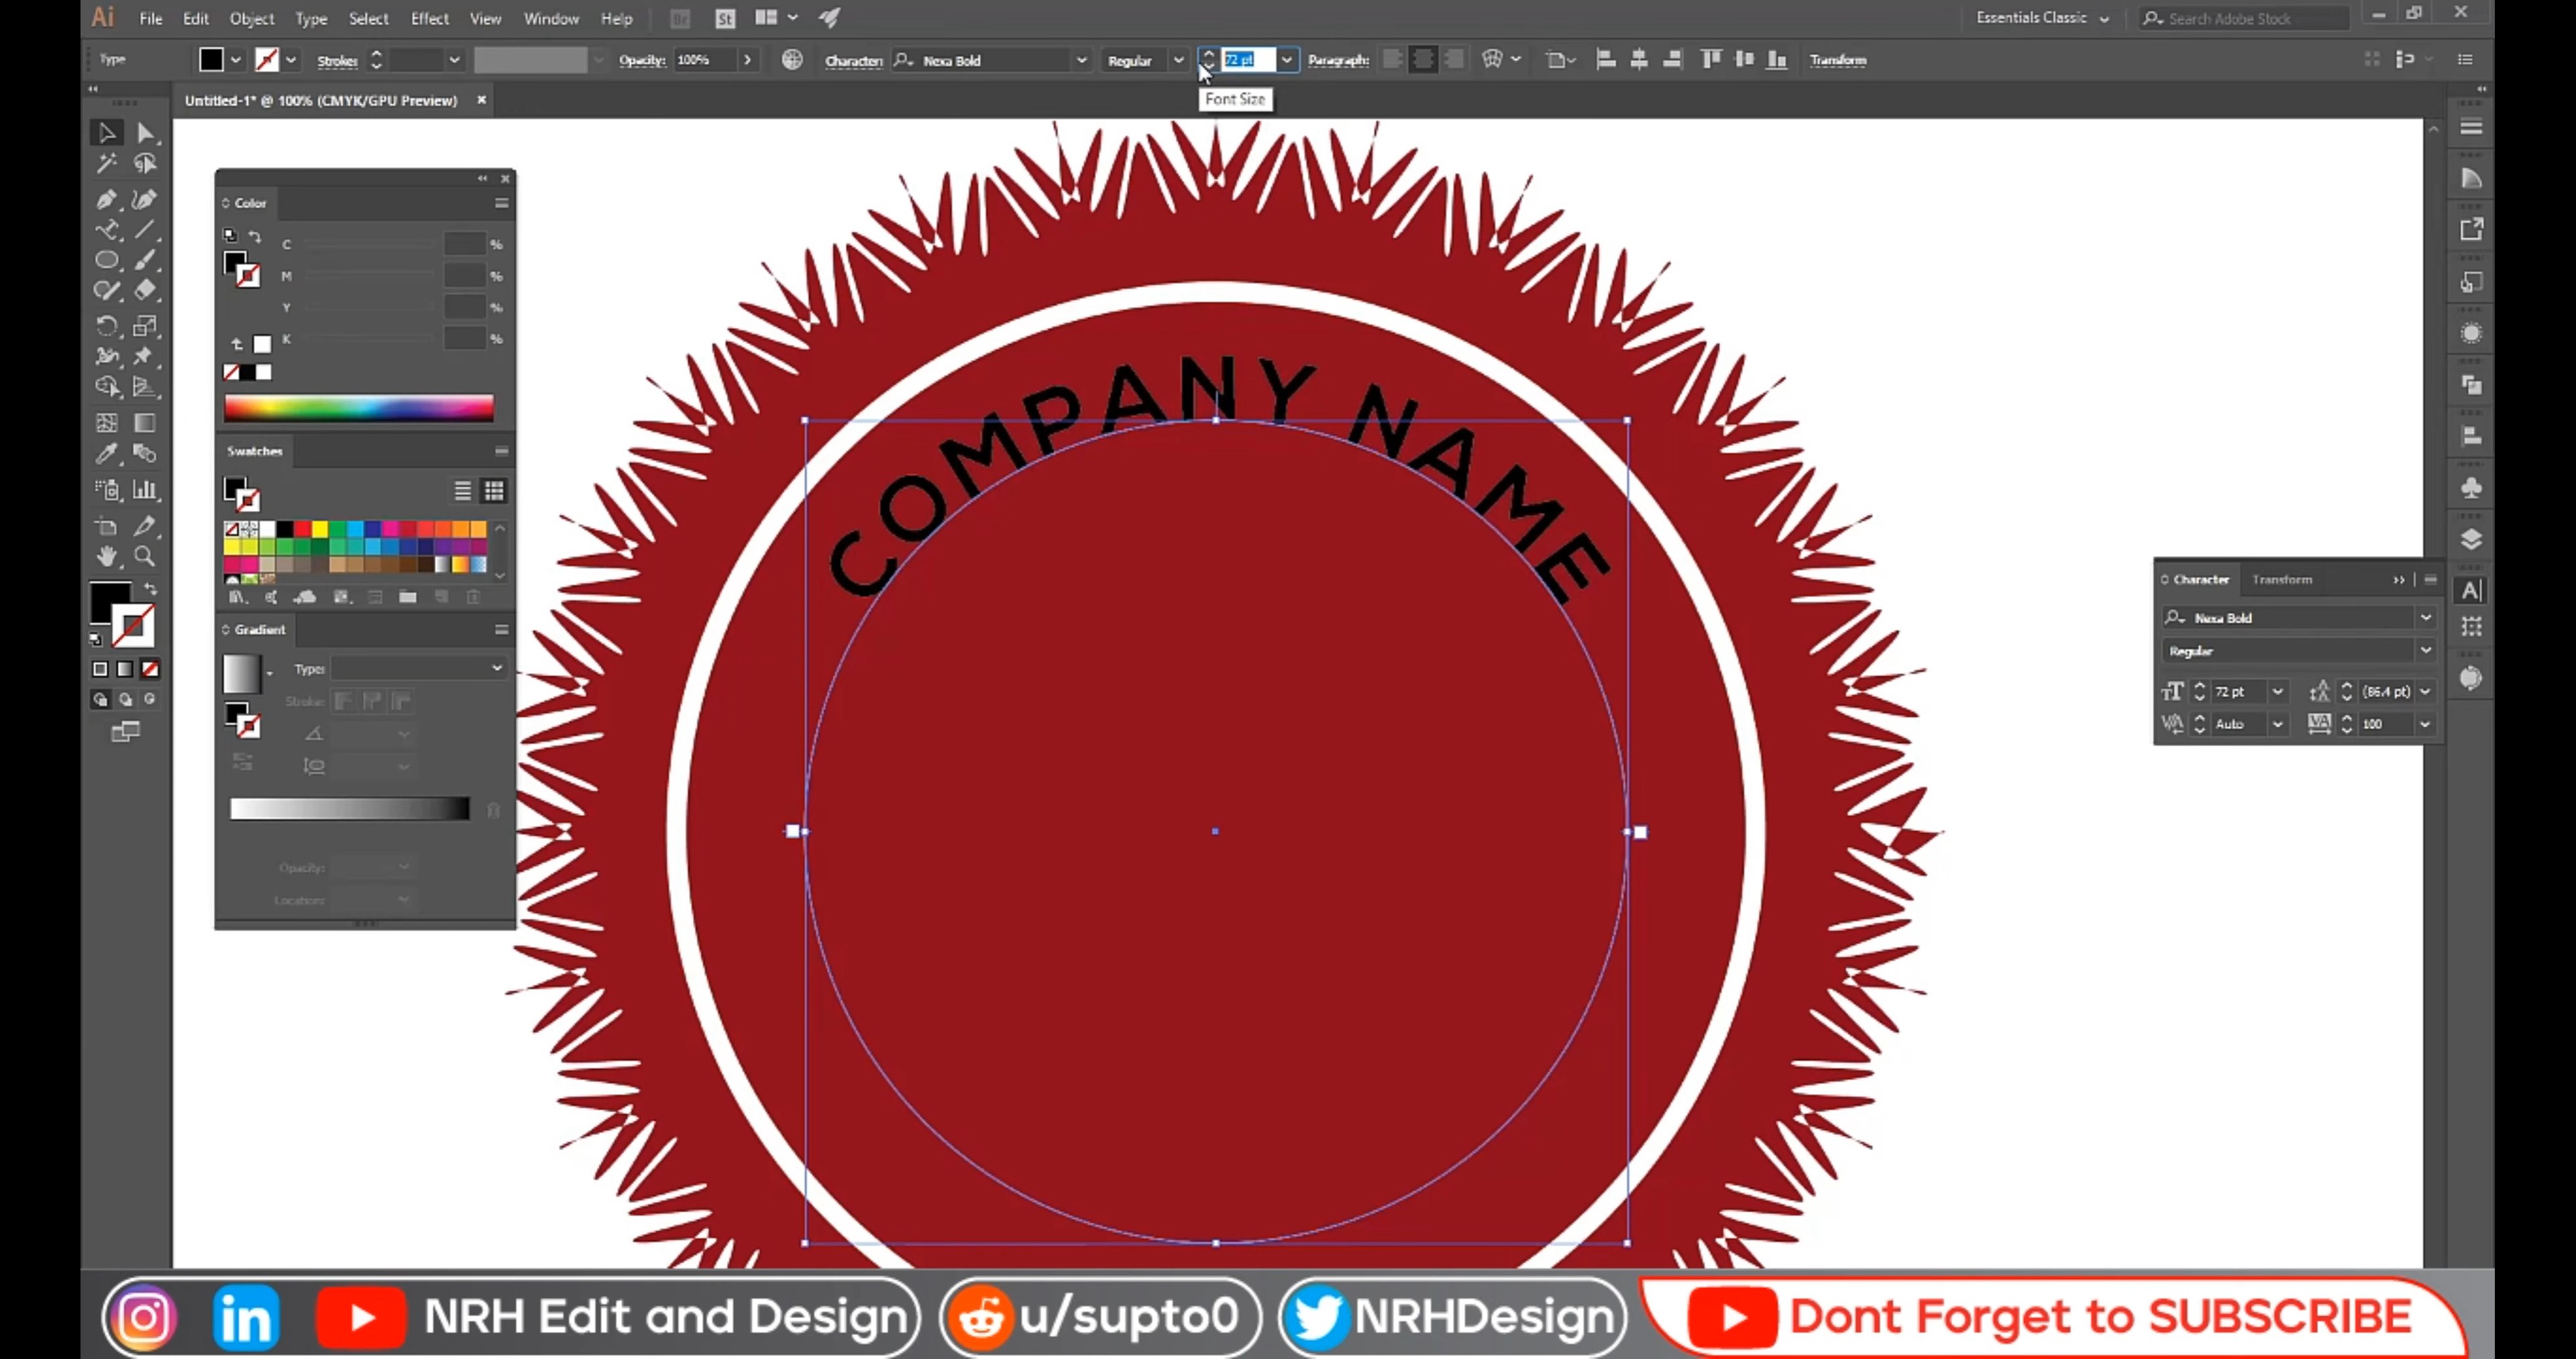 Ai File Edit Object Type Select Effect View Window Help Br St Essentials Classic Search Adobe Stock
Type Stroke: Opacity: 100% Character: Nexa Bold Regular 72 pt Paragraph: Transform
Untitled-1* @ 100% (CMYK/GPU Preview)
Font Size
Color
C %
M %
Y %
K %
Swatches
Gradient
Type:
Stroke:
Opacity:
Location:
COMPANY NAME
Character Transform
Nexa Bold
Regular
72 pt (86.4 pt)
Auto 100
NRH Edit and Design u/supto0 NRHDesign Dont Forget to SUBSCRIBE